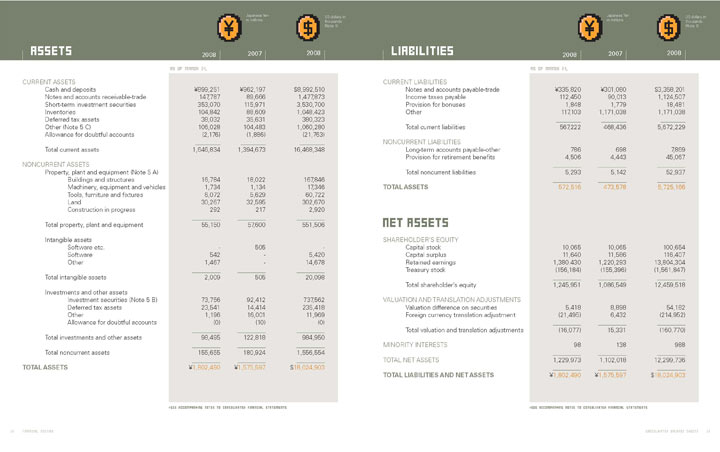 Japanese Yen in millions
US dollars in thousands (Note 1)
ASSETS
2008 2007 2008
AS OF MARCH 31,
CURRENT ASSETS
Cash and deposits ¥899,251 ¥962,197 $8,992,510
Notes and accounts receivable-trade 147,787 89,666 1,477,873
Short-term investment securities 353,070 115,971 3,530,700
Inventories 104,842 88,609 1,048,423
Deferred tax assets 38,032 35,631 380,323
Other (Note 5 C) 106,028 104,483 1,060,280
Allowance for doubtful accounts (2,176) (1,886) (21,763)
Total current assets 1,646,834 1,394,673 16,468,348
NONCURRENT ASSETS
Property, plant and equipment (Note 5 A)
Buildings and structures 16,784 18,022 167,846
Machinery, equipment and vehicles 1,734 1,134 17,346
Tools, furniture and fixtures 6,072 5,629 60,722
Land 30,267 32,595 302,670
Construction in progress 292 217 2,920
Total property, plant and equipment 55,150 57,600 551,506
Intangible assets
Software etc. - 505 -
Software 542 - 5,420
Other 1,467 - 14,678
Total intangible assets 2,009 505 20,098
Investments and other assets
Investment securities (Note 5 B) 73,756 92,412 737,562
Deferred tax assets 23,541 14,414 235,418
Other 1,196 16,001 11,969
Allowance for doubtful accounts (0) (10) (0)
Total investments and other assets 98,495 122,818 984,950
Total noncurrent assets 155,655 180,924 1,556,554
TOTAL ASSETS ¥1,802,490 ¥1,575,597 $18,024,903
*SEE ACCOMPANYING NOTES TO CONSOLIDATED FINANCIAL STATEMENTS
FINANCIAL SECTION
Japanese Yen in millions
US dollars in thousands (Note 1)
LIABILITIES
2008 2007 2008
AS OF MARCH 31,
CURRENT LIABILITIES
Notes and accounts payable-trade ¥335,820 ¥301,080 $3,358,201
Income taxes payable 112,450 90,013 1,124,507
Provision for bonuses 1,848 1,779 18,481
Other 117,103 1,171,038 1,171,038
Total current liabilities 567,222 468,436 5,672,229
NONCURRENT LIABILITIES
Long-term accounts payable-other 786 698 7,869
Provision for retirement benefits 4,506 4,443 45,067
Total noncurrent liabilities 5,293 5,142 52,937
TOTAL ASSETS 572,516 473,578 5,725,166
NET ASSETS
SHAREHOLDER'S EQUITY
Capital stock 10,065 10,065 100,654
Capital surplus 11,640 11,586 116,407
Retained earnings 1,380,430 1,220,293 13,804,304
Treasury stock (156,184) (155,396) (1,561,847)
Total shareholder's equity 1,245,951 1,086,549 12,459,518
VALUATION AND TRANSLATION ADJUSTMENTS
Valuation difference on securities 5,418 8,898 54,182
Foreign currency translation adjustment (21,495) 6,432 (214,952)
Total valuation and translation adjustments (16,077) 15,331 (160,770)
MINORITY INTERESTS 98 138 988
TOTAL NET ASSETS 1,229,973 1,102,018 12,299,736
TOTAL LIABILITIES AND NET ASSETS ¥1,802,490 ¥1,575,597 $18,024,903
*SEE ACCOMPANYING NOTES TO CONSOLIDATED FINANCIAL STATEMENTS
CONSOLIDATED BALANCE SHEETS